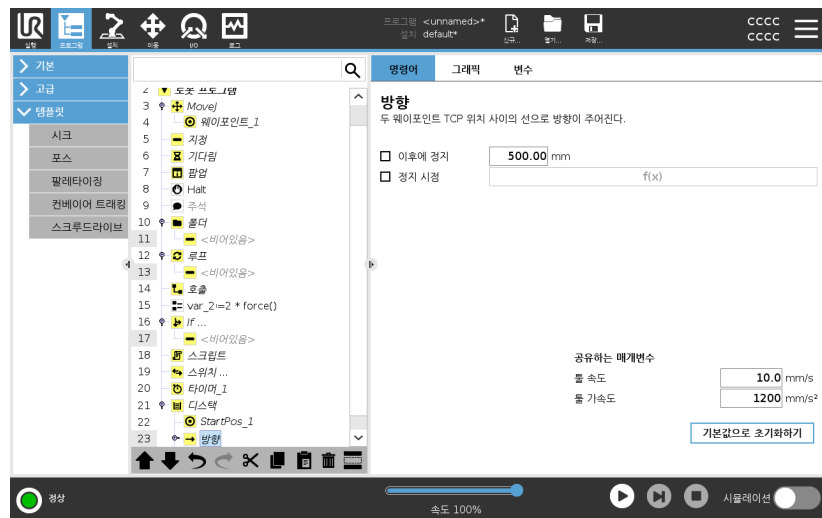 프로그램 <unnamed>*
설치 default*
실행 프로그램 설치 이동 I/O 로그
신규... 열기... 저장...
CCCC
CCCC
기본
고급
템플릿
시크
포스
팔레타이징
컨베이어 트래킹
스크루드라이브
2 로봇 프로그램
3 MoveJ
4 웨이포인트_1
5 지정
6 기다림
7 팝업
8 Halt
9 주석
10 폴더
11 <비어있음>
12 루프
13 <비어있음>
14 호출
15 var_2≔2 * force()
16 If ...
17 <비어있음>
18 스크립트
19 스위치 ...
20 타이머_1
21 디스택
22 StartPos_1
23 방향
명령어 그래픽 변수
방향
두 웨이포인트 TCP 위치 사이의 선으로 방향이 주어진다.
이후에 정지 500.00 mm
정지 시점 f(x)
공유하는 매개변수
툴 속도 10.0 mm/s
툴 가속도 1200 mm/s²
기본값으로 초기화하기
정상
속도 100%
시뮬레이션